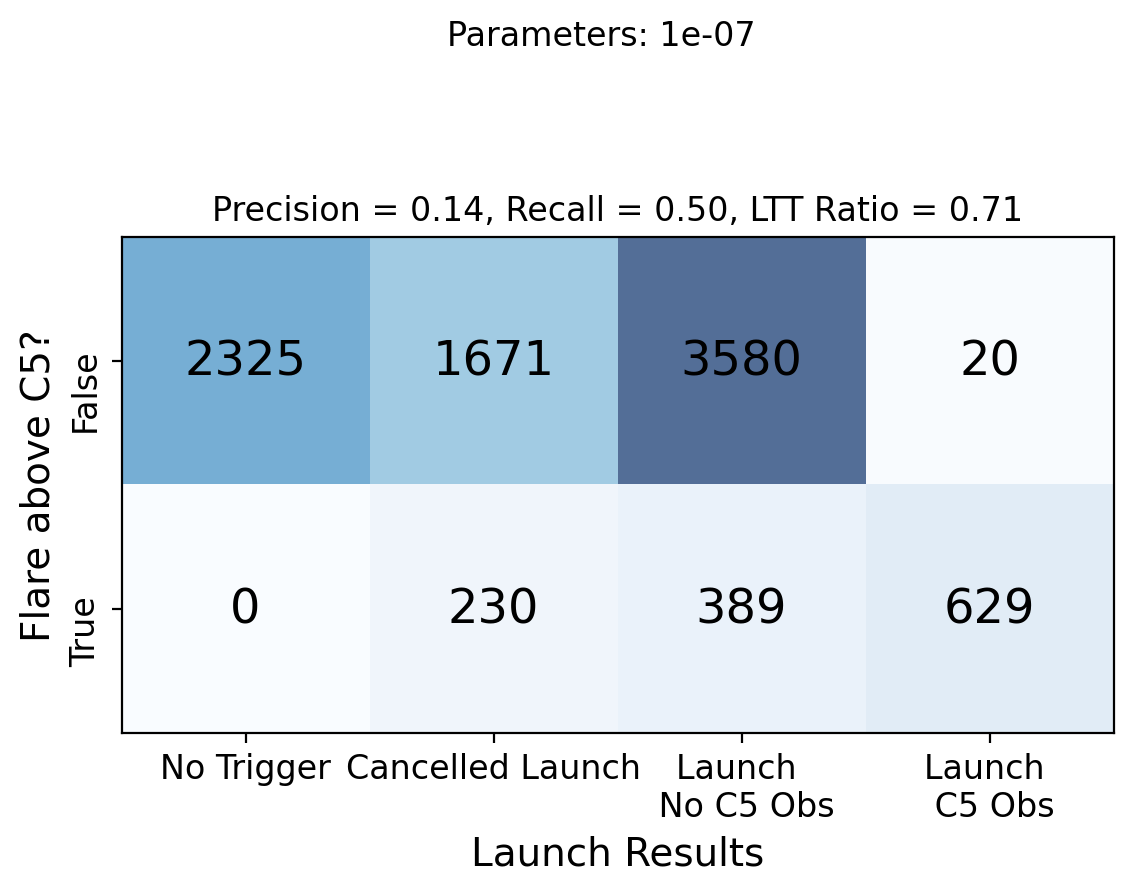 Parameters: 1e-07
Precision = 0.14, Recall = 0.50, LTT Ratio = 0.71
Flare above C5?
False
2325
1671
3580
20
True
0
230
389
629
No Trigger
Cancelled Launch
Launch
No C5 Obs
Launch
C5 Obs
Launch Results